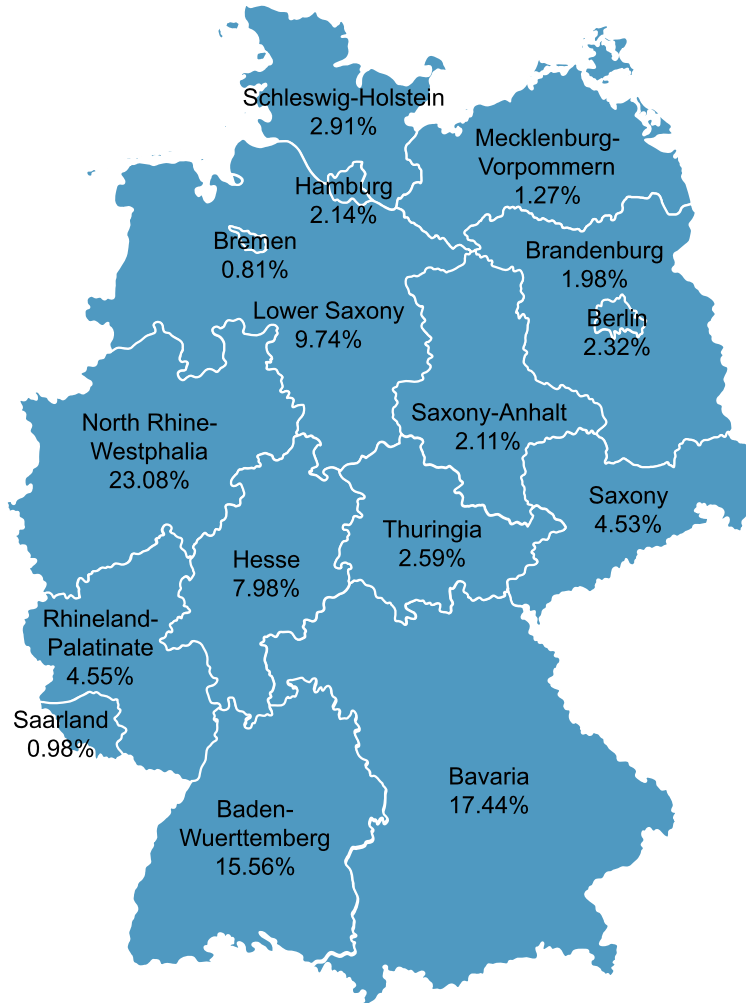 Schleswig-Holstein
2.91%
Mecklenburg-
Vorpommern
1.27%
Hamburg
2.14%
Bremen
0.81%
Brandenburg
1.98%
Lower Saxony
9.74%
Berlin
2.32%
North Rhine-
Westphalia
23.08%
Saxony-Anhalt
2.11%
Saxony
4.53%
Thuringia
2.59%
Hesse
7.98%
Rhineland-
Palatinate
4.55%
Saarland
0.98%
Bavaria
17.44%
Baden-
Wuerttemberg
15.56%